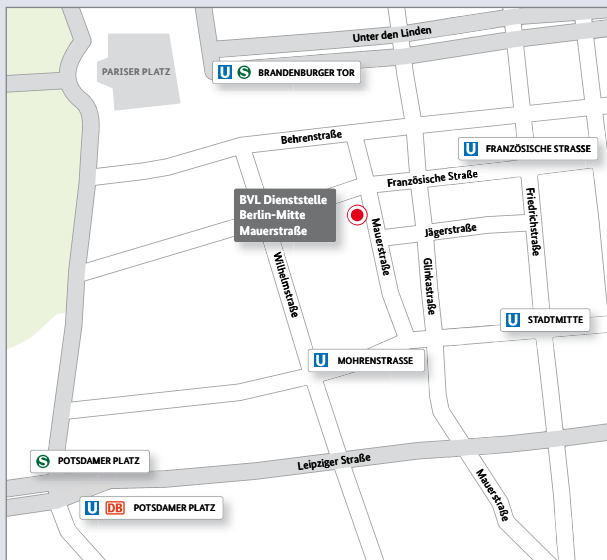 Unter den Linden
PARISER PLATZ
U S BRANDENBURGER TOR
Behrenstraße
U FRANZÖSISCHE STRASSE
Französische Straße
BVL Dienststelle
Berlin-Mitte
Mauerstraße
Mauerstraße
Jägerstraße
Friedrichstraße
Wilhelmstraße
Glinkastraße
U STADTMITTE
U MOHRENSTRASSE
S POTSDAMER PLATZ
Leipziger Straße
Mauerstraße
U DB POTSDAMER PLATZ